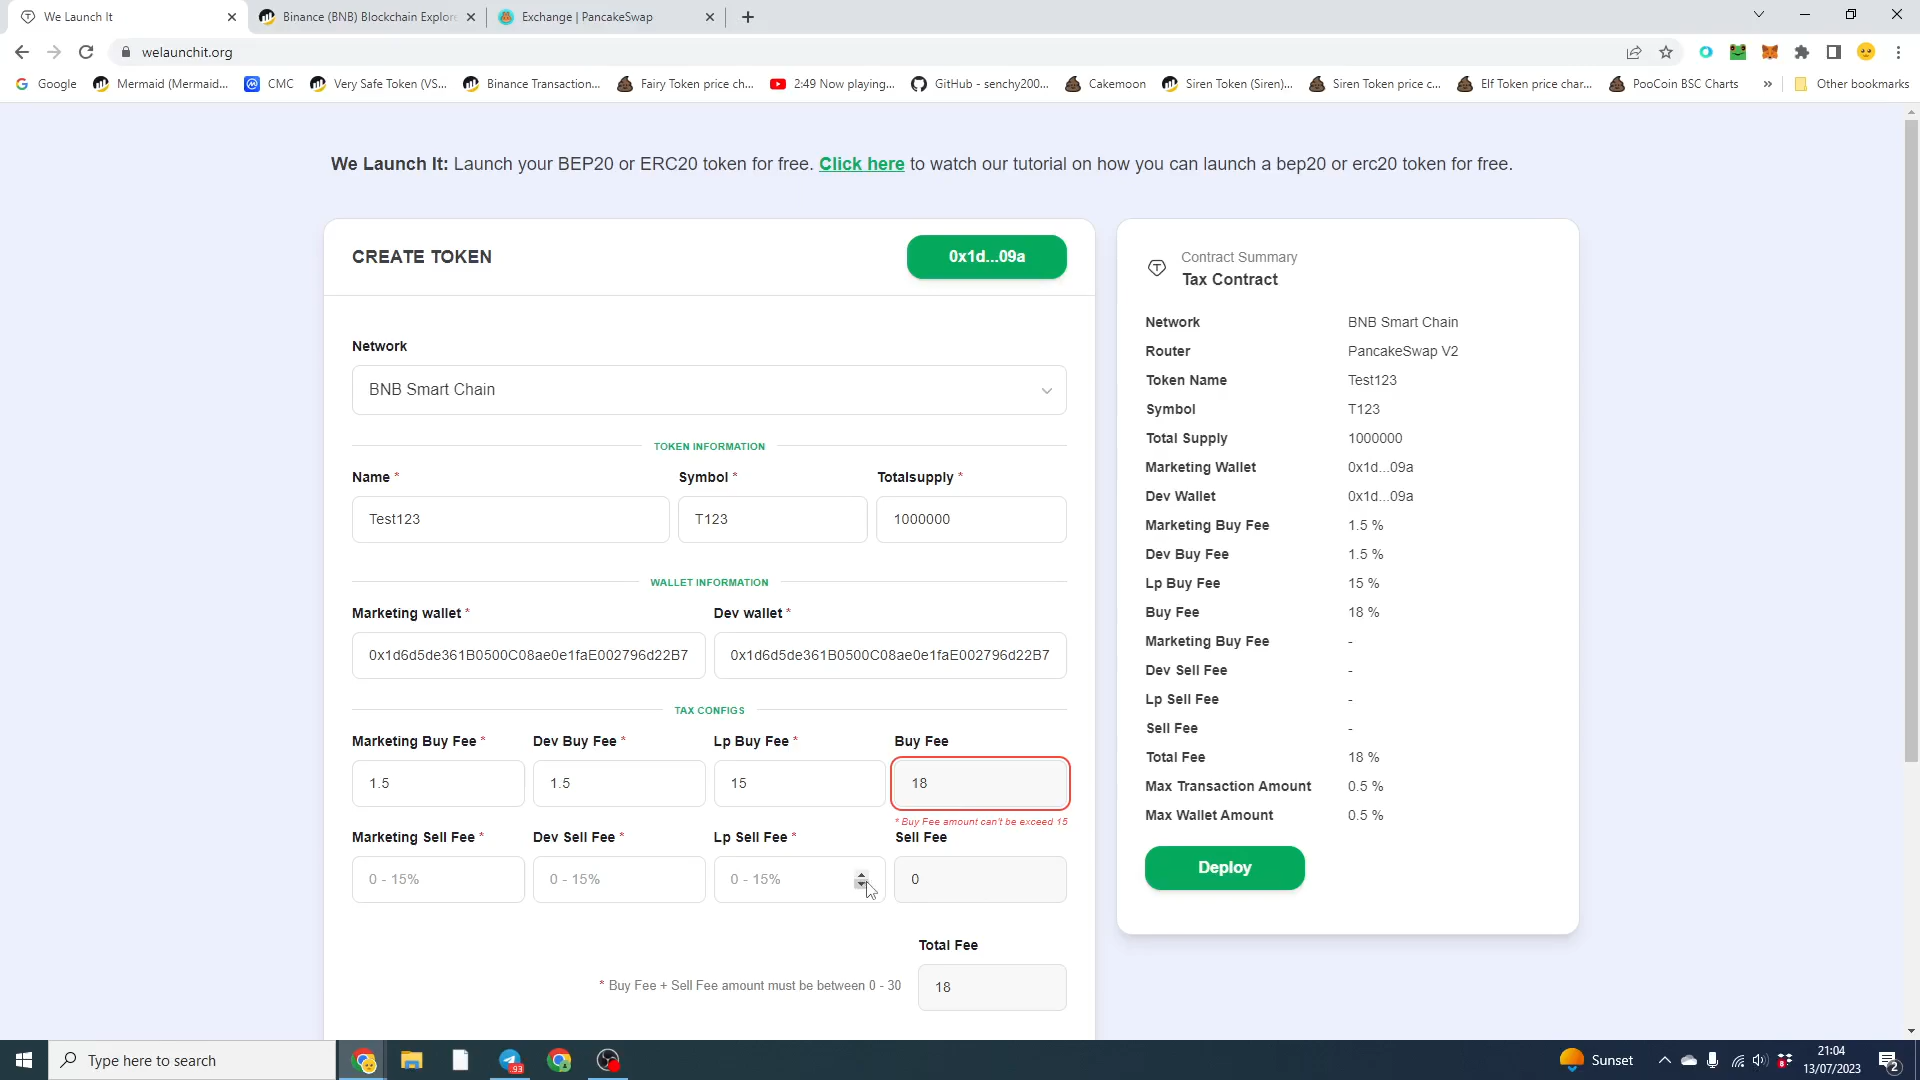 We Launch It
Binance (BNB) Blockchain Explore
Exchange | PancakeSwap
welaunchit.org
Google
Mermaid (Mermaid...
CMC
Very Safe Token (VS...
Binance Transaction...
Fairy Token price ch...
2:49 Now playing...
GitHub - senchy200...
Cakemoon
Siren Token (Siren)...
Siren Token price c...
Elf Token price char...
PooCoin BSC Charts
»
Other bookmarks
We Launch It: Launch your BEP20 or ERC20 token for free. Click here to watch our tutorial on how you can launch a bep20 or erc20 token for free.
CREATE TOKEN
0x1d...09a
Network
BNB Smart Chain
TOKEN INFORMATION
Name * Symbol * Totalsupply *
Test123 T123 1000000
WALLET INFORMATION
Marketing wallet * Dev wallet *
0x1d6d5de361B0500C08ae0e1faE002796d22B7 0x1d6d5de361B0500C08ae0e1faE002796d22B7
TAX CONFIGS
Marketing Buy Fee * Dev Buy Fee * Lp Buy Fee * Buy Fee
1.5 1.5 15 18
* Buy Fee amount can't be exceed 15
Marketing Sell Fee * Dev Sell Fee * Lp Sell Fee * Sell Fee
0 - 15% 0 - 15% 0 - 15% 0
Total Fee
* Buy Fee + Sell Fee amount must be between 0 - 30 18
Contract Summary
Tax Contract
Network BNB Smart Chain
Router PancakeSwap V2
Token Name Test123
Symbol T123
Total Supply 1000000
Marketing Wallet 0x1d...09a
Dev Wallet 0x1d...09a
Marketing Buy Fee 1.5 %
Dev Buy Fee 1.5 %
Lp Buy Fee 15 %
Buy Fee 18 %
Marketing Buy Fee -
Dev Sell Fee -
Lp Sell Fee -
Sell Fee -
Total Fee 18 %
Max Transaction Amount 0.5 %
Max Wallet Amount 0.5 %
Deploy
Type here to search
93
Sunset
21:04
13/07/2023
2